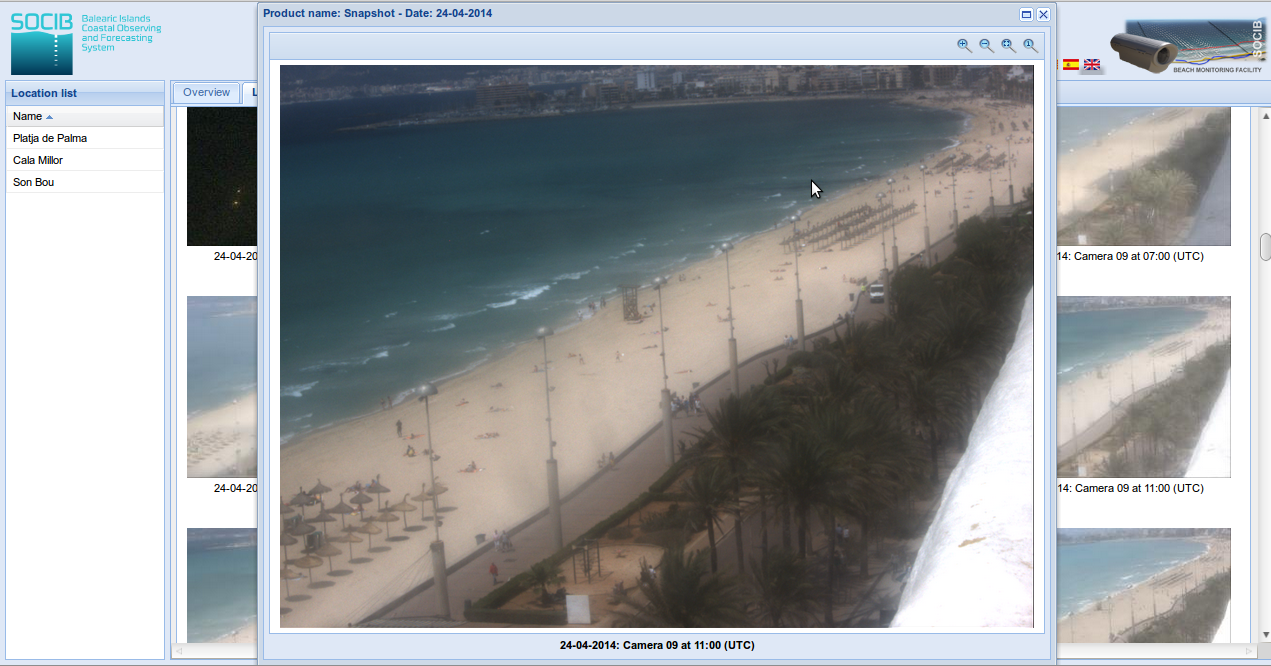 SOCIB
Balearic Islands
Coastal Observing
and Forecasting
System
Product name: Snapshot - Date: 24-04-2014
SOCIB
BEACH MONITORING FACILITY
Location list
Name
Platja de Palma
Cala Millor
Son Bou
Overview
L
24-04-20
14: Camera 09 at 07:00 (UTC)
24-04-20
14: Camera 09 at 11:00 (UTC)
24-04-2014: Camera 09 at 11:00 (UTC)